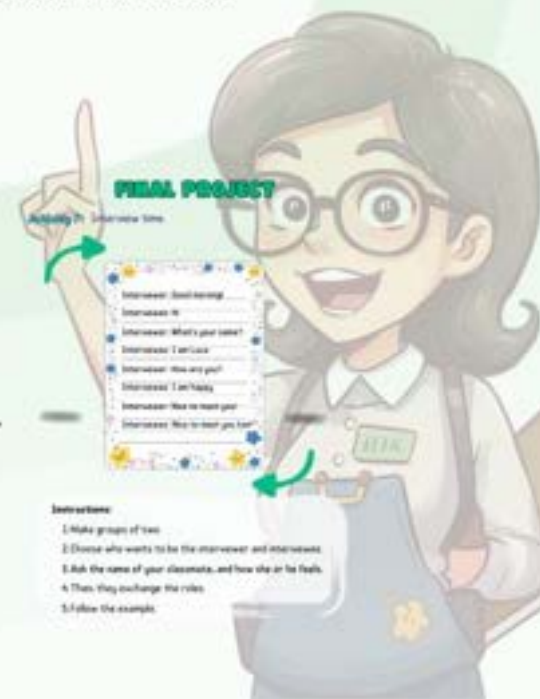 FINAL PROJECT
Activity 7: Interview time
Interviewer: Good morning!
Interviewee: Hi
Interviewer: What's your name?
Interviewee: I am Luca
Interviewer: How are you?
Interviewee: I am happy
Interviewer: Nice to meet you!
Interviewee: Nice to meet you too!
Instructions:
1.Make groups of two.
2.Choose who wants to be the interviewer and interviewee.
3.Ask the name of your classmate, and how she or he feels.
4.Then they exchange the roles.
5.Follow the example.